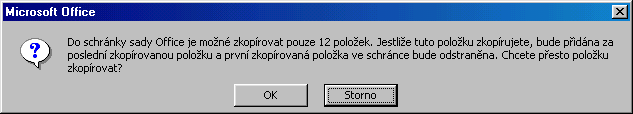 Microsoft Office
Do schránky sady Office je možné zkopírovat pouze 12 položek. Jestliže tuto položku zkopírujete, bude přidána za
poslední zkopírovanou položku a první zkopírovaná položka ve schránce bude odstraněna. Chcete přesto položku
zkopírovat?
OK
Storno